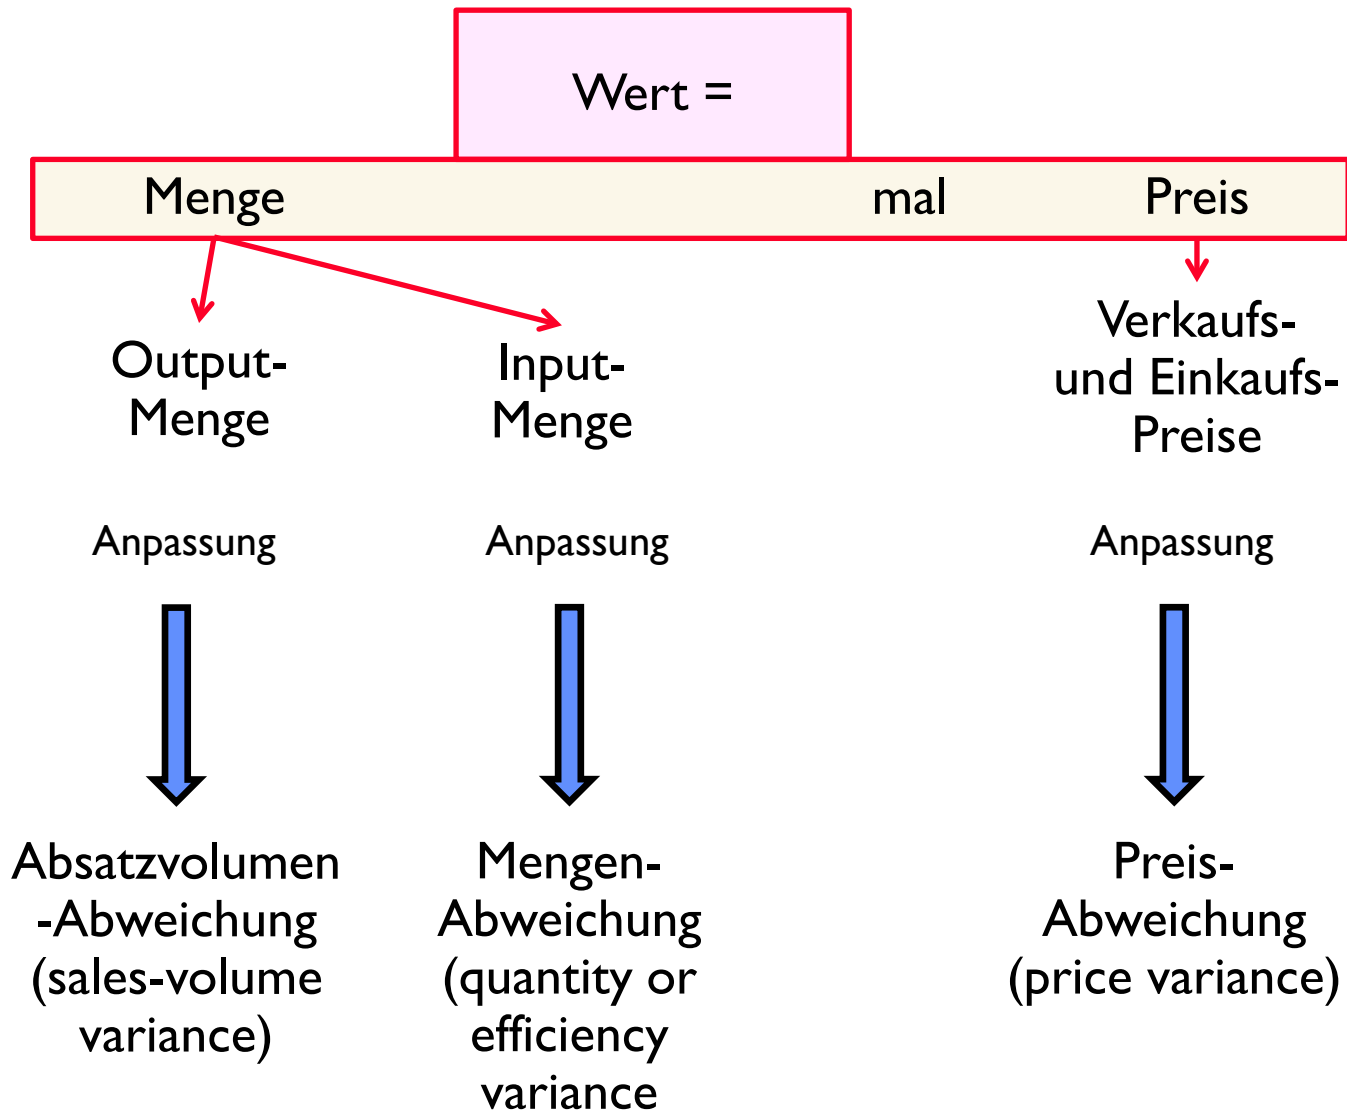 Wert =
Menge mal Preis
Output-
Menge
Input-
Menge
Verkaufs-
und Einkaufs-
Preise
Anpassung
Anpassung
Anpassung
Absatzvolumen
-Abweichung
(sales-volume
variance)
Mengen-
Abweichung
(quantity or
efficiency
variance
Preis-
Abweichung
(price variance)